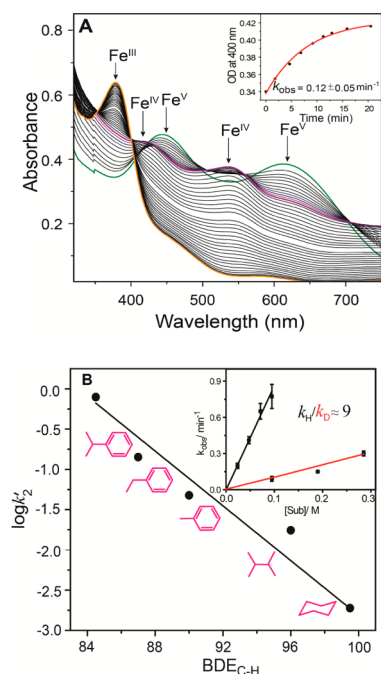 A
Fe^III
Fe^IV
Fe^V
Fe^IV
Fe^V
Absorbance
0.8
0.6
0.4
0.2
400
500
600
700
Wavelength (nm)
OD at 400 nm
0.42
0.40
0.38
0.36
0.34
k_obs = 0.12 ± 0.05 min^-1
0
5
10
15
20
Time (min)
B
logk'_2
0.0
-0.5
-1.0
-1.5
-2.0
-2.5
-3.0
84
88
92
96
100
BDE_C-H
k_obs/ min^-1
0.9
0.6
0.3
0.0
0.0
0.1
0.2
0.3
[Sub]/ M
k_H/k_D≈ 9